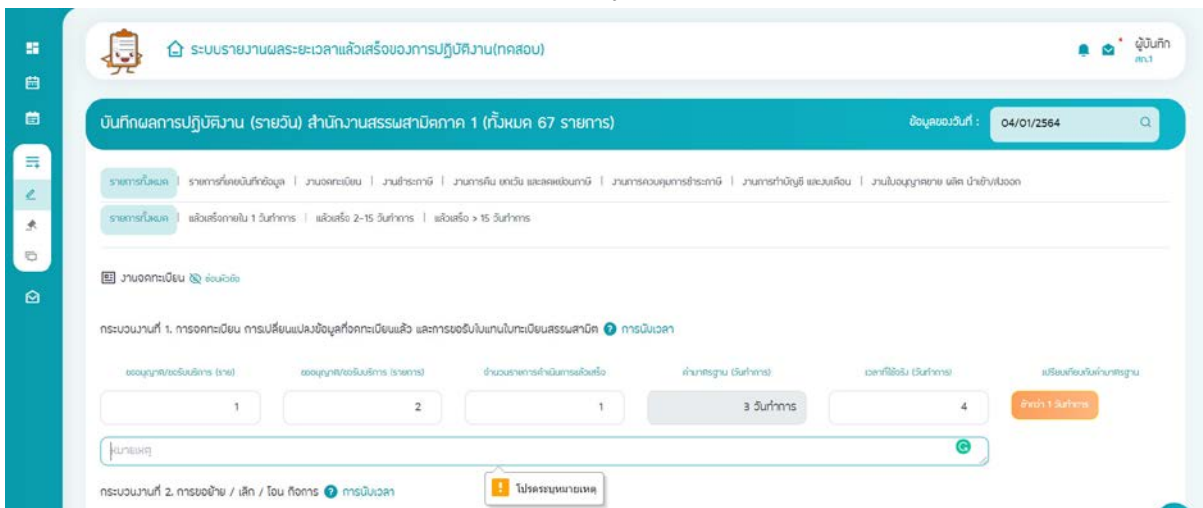 ระบบรายงานผลระยะเวลาแล้วเสร็จของการปฏิบัติงาน(ทดสอบ)
ผู้บันทึก
สภ.1
บันทึกผลการปฏิบัติงาน (รายวัน) สำนักงานสรรพสามิตภาค 1 (ทั้งหมด 67 รายการ)
ข้อมูลของวันที่ : 04/01/2564
รายการทั้งหมด | รายการที่เคยบันทึกข้อมูล | งานจดทะเบียน | งานชำระภาษี | งานการคืน ยกเว้น และลดหย่อนภาษี | งานการควบคุมการชำระภาษี | งานการทำบัญชี และงบเดือน | งานใบอนุญาตขาย ผลิต นำเข้า/ส่งออก
รายการทั้งหมด | แล้วเสร็จภายใน 1 วันทำการ | แล้วเสร็จ 2-15 วันทำการ | แล้วเสร็จ > 15 วันทำการ
งานจดทะเบียน ซ่อนหัวข้อ
กระบวนงานที่ 1. การจดทะเบียน การเปลี่ยนแปลงข้อมูลที่จดทะเบียนแล้ว และการขอรับใบแทนใบทะเบียนสรรพสามิต ? การนับเวลา
ขออนุญาต/ขอรับบริการ (ราย) ขออนุญาต/ขอรับบริการ (รายการ) จำนวนรายการดำเนินการแล้วเสร็จ ค่ามาตรฐาน (วันทำการ) เวลาที่ใช้จริง (วันทำการ) เปรียบเทียบกับค่ามาตรฐาน
1 2 1 3 วันทำการ 4 ช้ากว่า 1 วันทำการ
หมายเหตุ
! โปรดระบุหมายเหตุ
กระบวนงานที่ 2. การขอย้าย / เลิก / โอน กิจการ ? การนับเวลา